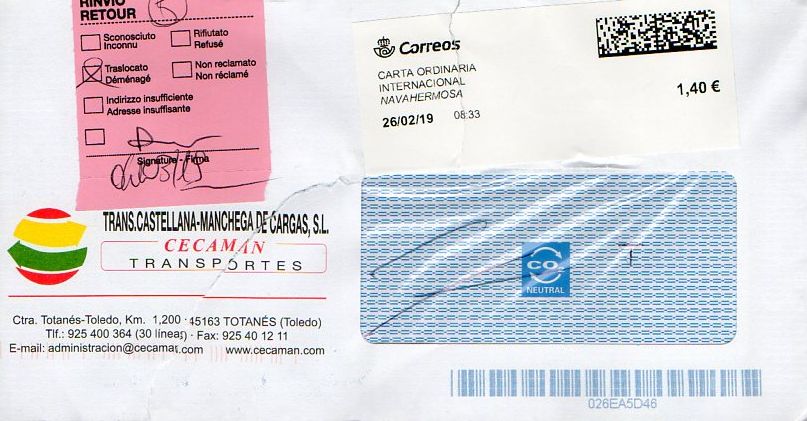 RINVIO
RETOUR
5
Sconosciuto
Inconnu
Rifiutato
Refusé
Traslocato
Déménagé
Non reclamato
Non réclamé
Indirizzo insufficiente
Adresse insuffisante
Signature - Firma
Correos
CARTA ORDINARIA
INTERNACIONAL
NAVAHERMOSA
26/02/19 08:33
1,40 €
TRANS.CASTELLANA-MANCHEGA DE CARGAS, S.L.
CECAMAN
TRANSPORTES
Ctra. Totanés-Toledo, Km. 1,200 · 45163 TOTANÉS (Toledo)
Tlf.: 925 400 364 (30 líneas) · Fax: 925 40 12 11
E-mail: administracion@cecaman.com www.cecaman.com
CO2
NEUTRAL
T
026EA5D46